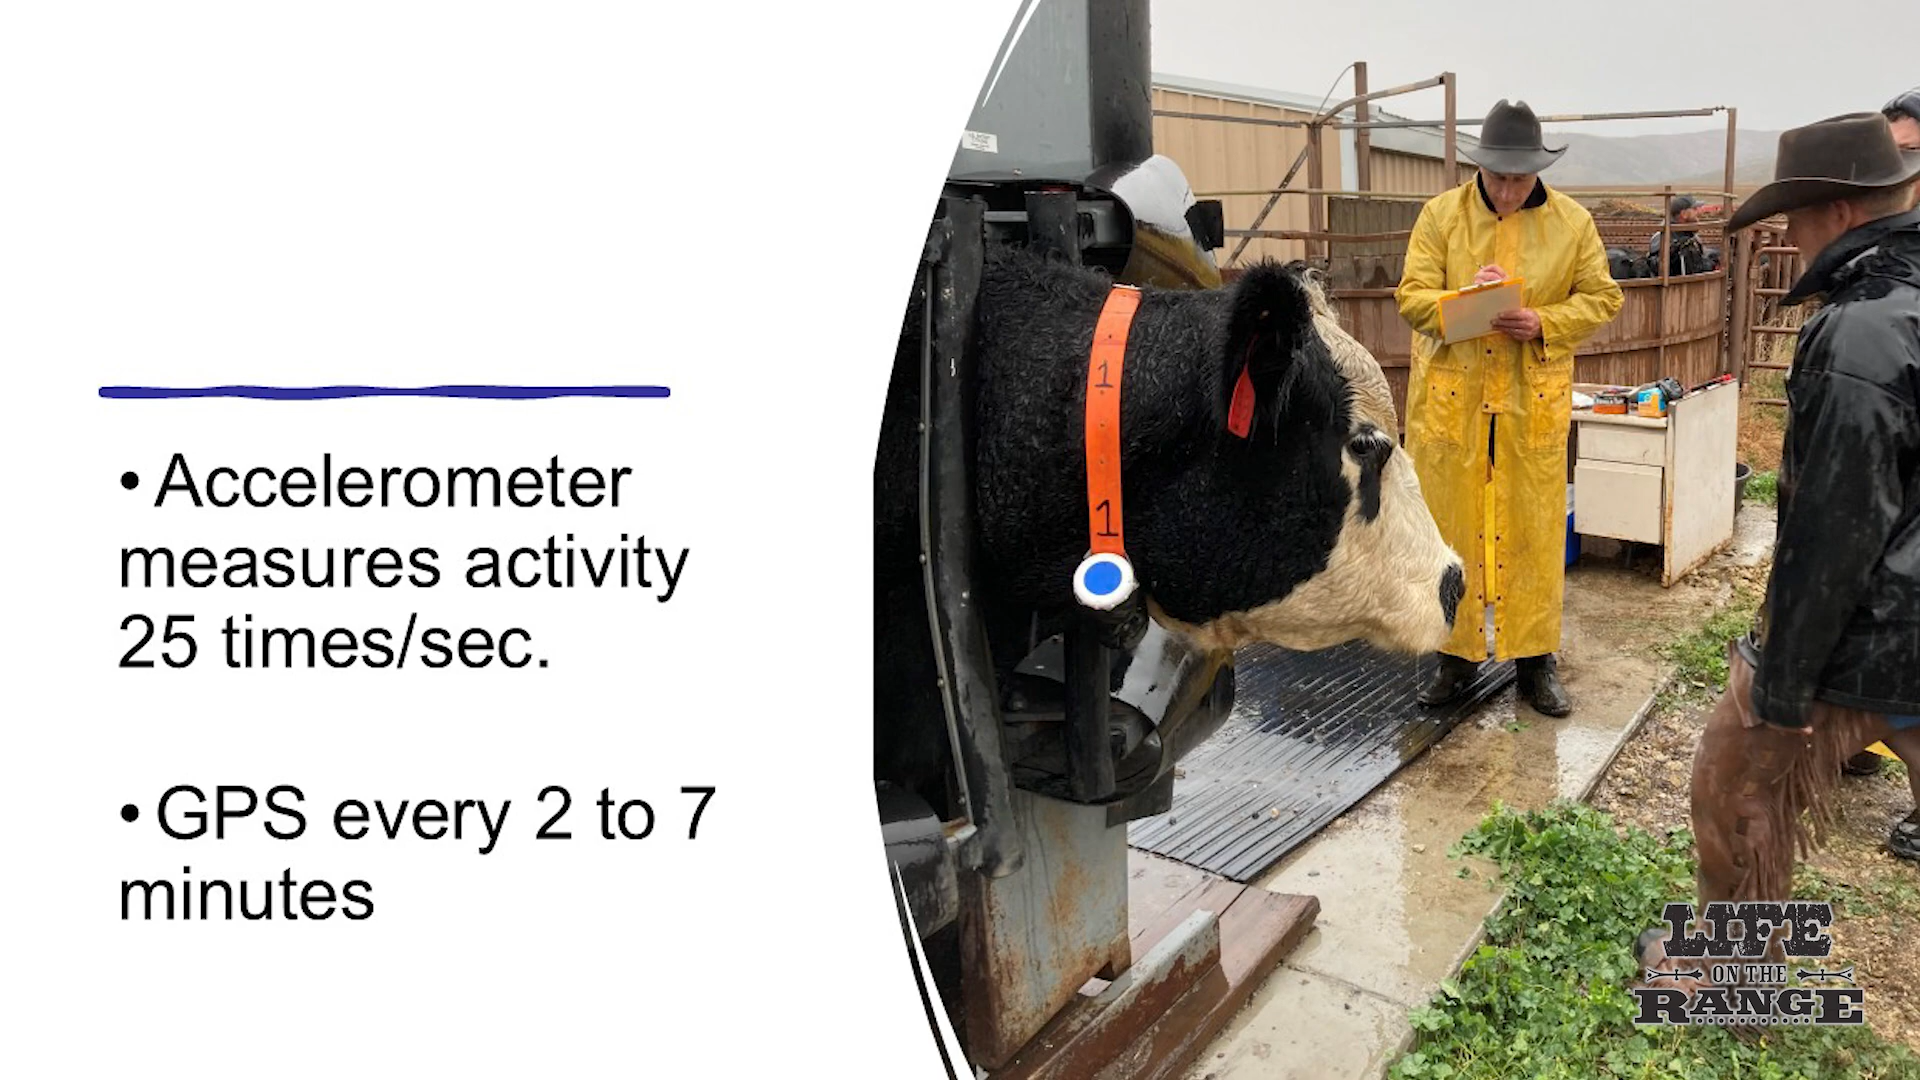 • Accelerometer
measures activity
25 times/sec.
• GPS every 2 to 7
minutes
1
1
LIFE
ON THE
RANGE